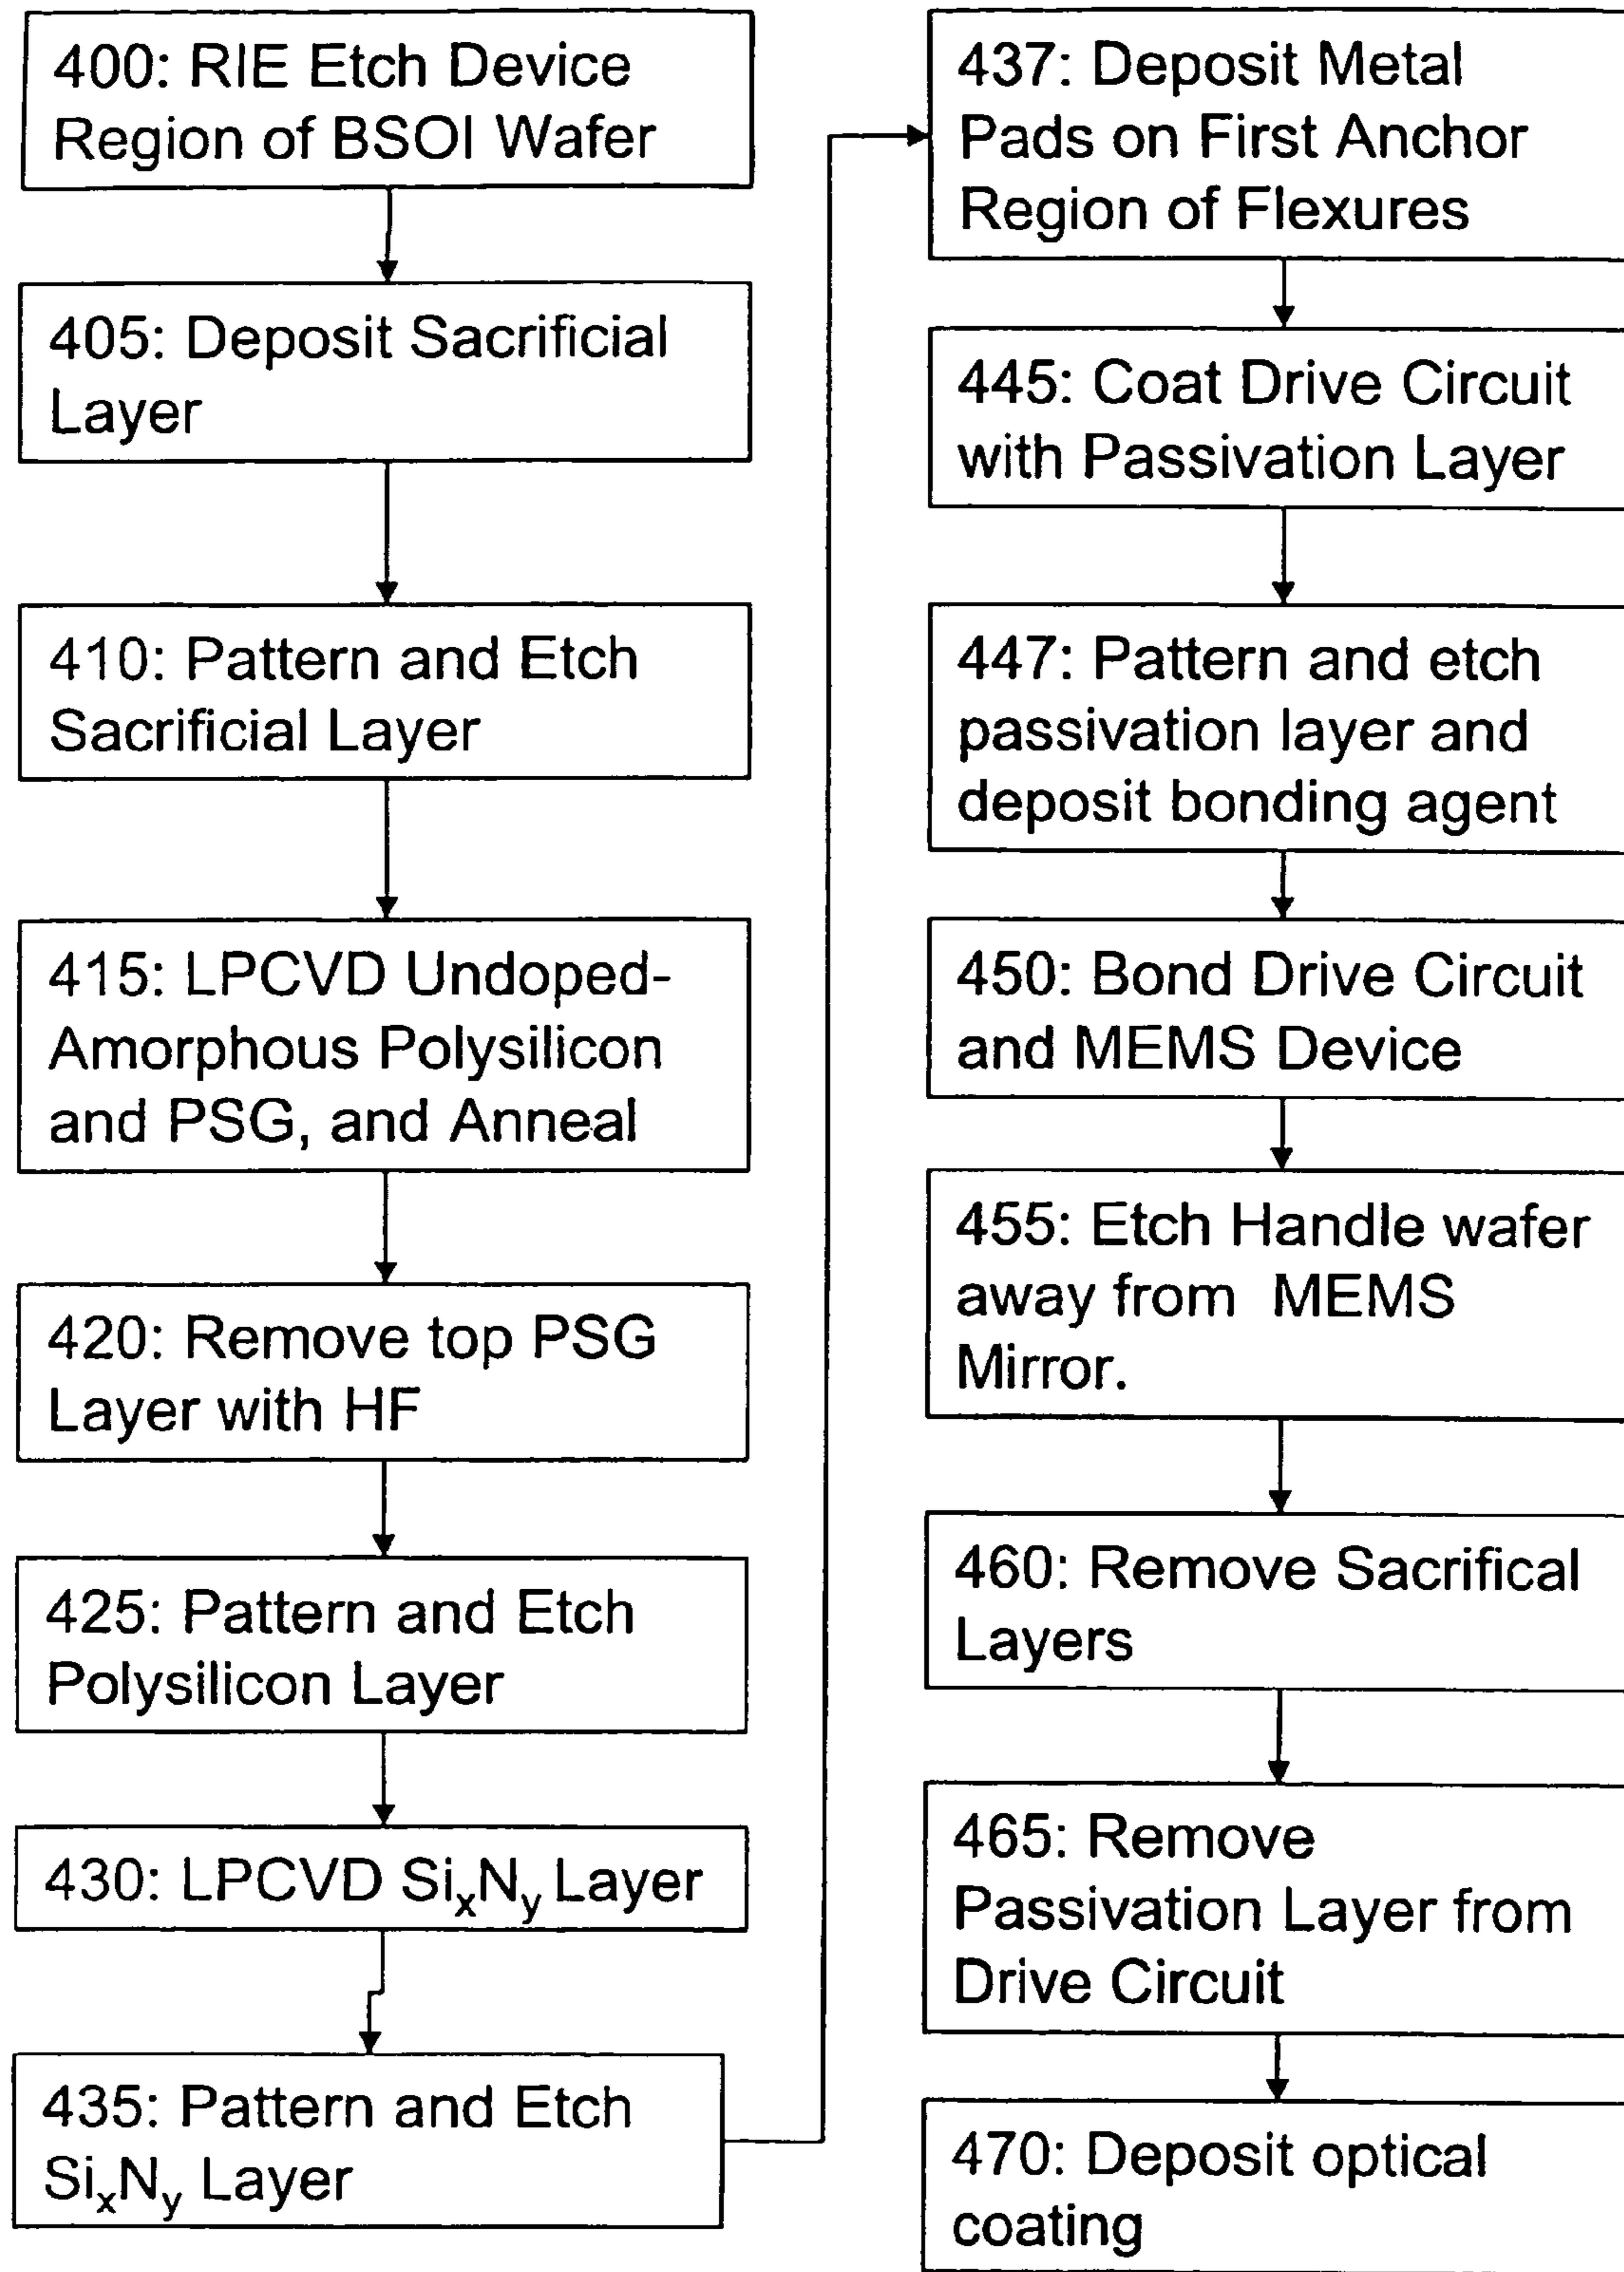 400: RIE Etch Device
Region of BSOI Wafer
405: Deposit Sacrificial
Layer
410: Pattern and Etch
Sacrificial Layer
415: LPCVD Undoped-
Amorphous Polysilicon
and PSG, and Anneal
420: Remove top PSG
Layer with HF
425: Pattern and Etch
Polysilicon Layer
430: LPCVD SixNy Layer
435: Pattern and Etch
SixNy Layer
437: Deposit Metal
Pads on First Anchor
Region of Flexures
445: Coat Drive Circuit
with Passivation Layer
447: Pattern and etch
passivation layer and
deposit bonding agent
450: Bond Drive Circuit
and MEMS Device
455: Etch Handle wafer
away from MEMS
Mirror.
460: Remove Sacrifical
Layers
465: Remove
Passivation Layer from
Drive Circuit
470: Deposit optical
coating